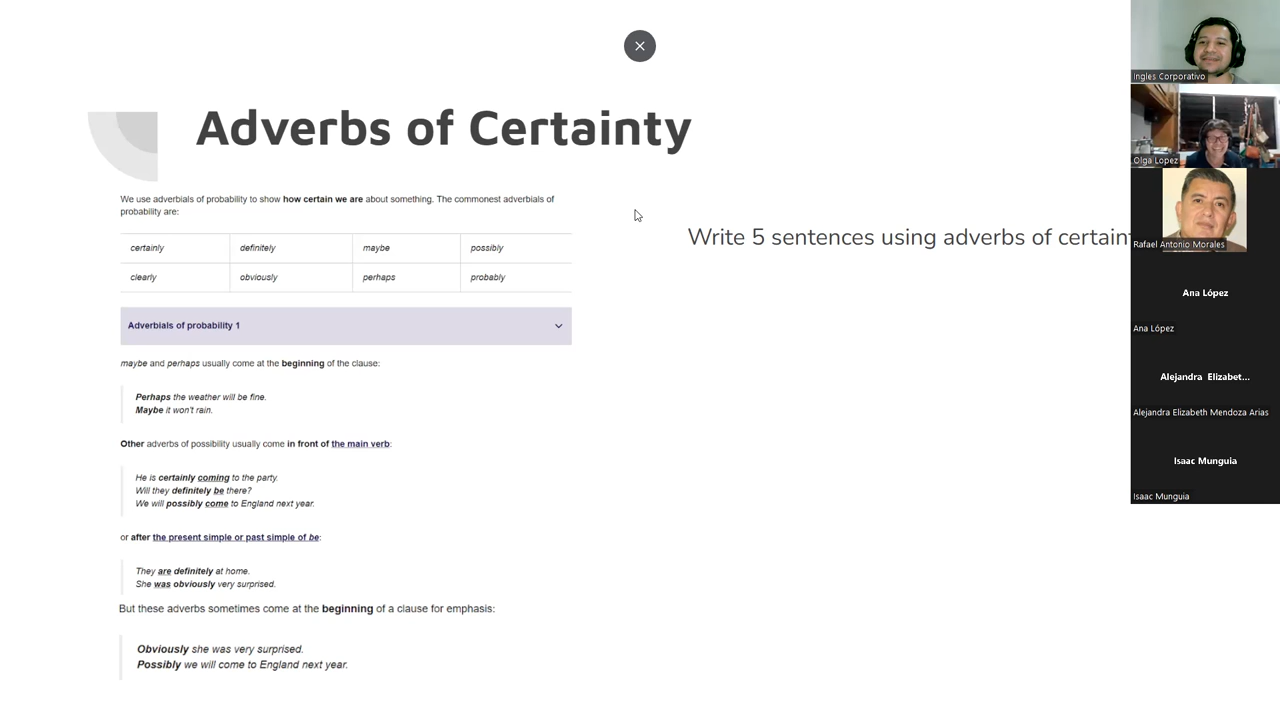 Adverbs of Certainty
We use adverbials of probability to show how certain we are about something. The commonest adverbials of
probability are:
certainly definitely maybe possibly
clearly obviously perhaps probably
Adverbials of probability 1
maybe and perhaps usually come at the beginning of the clause:
Perhaps the weather will be fine.
Maybe it won't rain.
Other adverbs of possibility usually come in front of the main verb:
He is certainly coming to the party.
Will they definitely be there?
We will possibly come to England next year.
or after the present simple or past simple of be:
They are definitely at home.
She was obviously very surprised.
But these adverbs sometimes come at the beginning of a clause for emphasis:
Obviously she was very surprised.
Possibly we will come to England next year.
Write 5 sentences using adverbs of certain
Ingles Corporativo
Olga Lopez
Rafael Antonio Morales
Ana López
Ana López
Alejandra Elizabet...
Alejandra Elizabeth Mendoza Arias
Isaac Munguia
Isaac Munguia